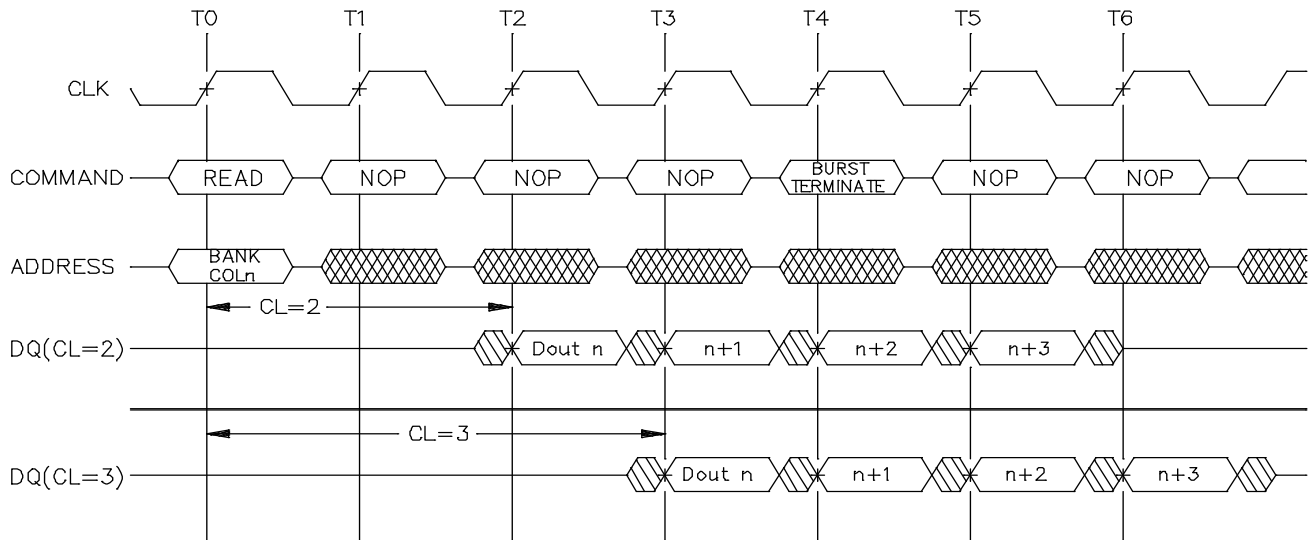 T0 T1 T2 T3 T4 T5 T6
CLK
COMMAND READ NOP NOP NOP BURST TERMINATE NOP NOP
ADDRESS BANK COLn
CL=2
DQ(CL=2) Dout n n+1 n+2 n+3
CL=3
DQ(CL=3) Dout n n+1 n+2 n+3